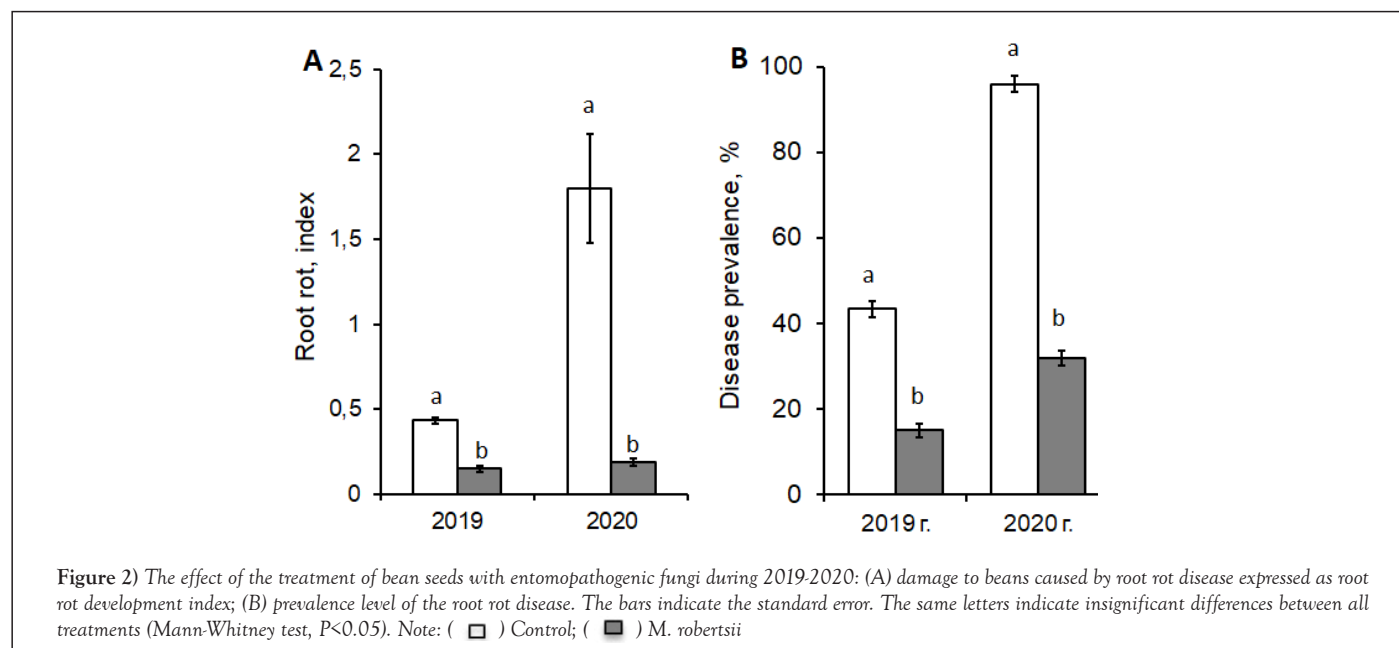 A
2,5
2
1,5
1
0,5
0
Root rot, index
a
b
a
b
2019
2020
B
100
80
60
40
20
0
Disease prevalence, %
a
b
a
b
2019 г.
2020 г.
Figure 2) The effect of the treatment of bean seeds with entomopathogenic fungi during 2019-2020: (A) damage to beans caused by root rot disease expressed as root
rot development index; (B) prevalence level of the root rot disease. The bars indicate the standard error. The same letters indicate insignificant differences between all
treatments (Mann-Whitney test, P<0.05). Note: ( ) Control; ( ) M. robertsii